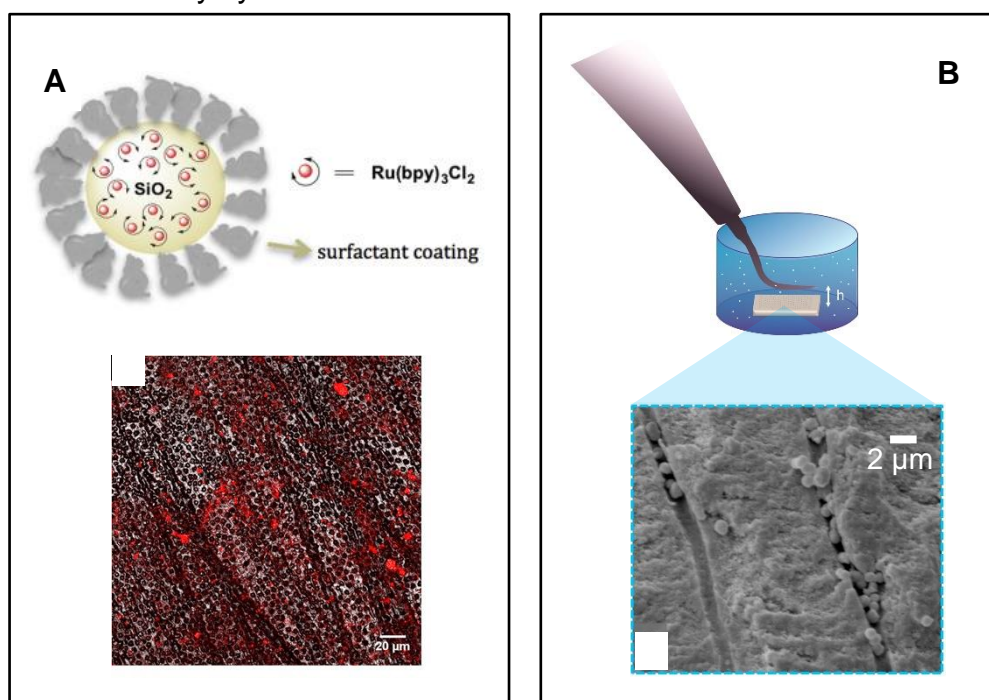 A
SiO2
= Ru(bpy)3Cl2
surfactant coating
20 µm
B
h
2 µm